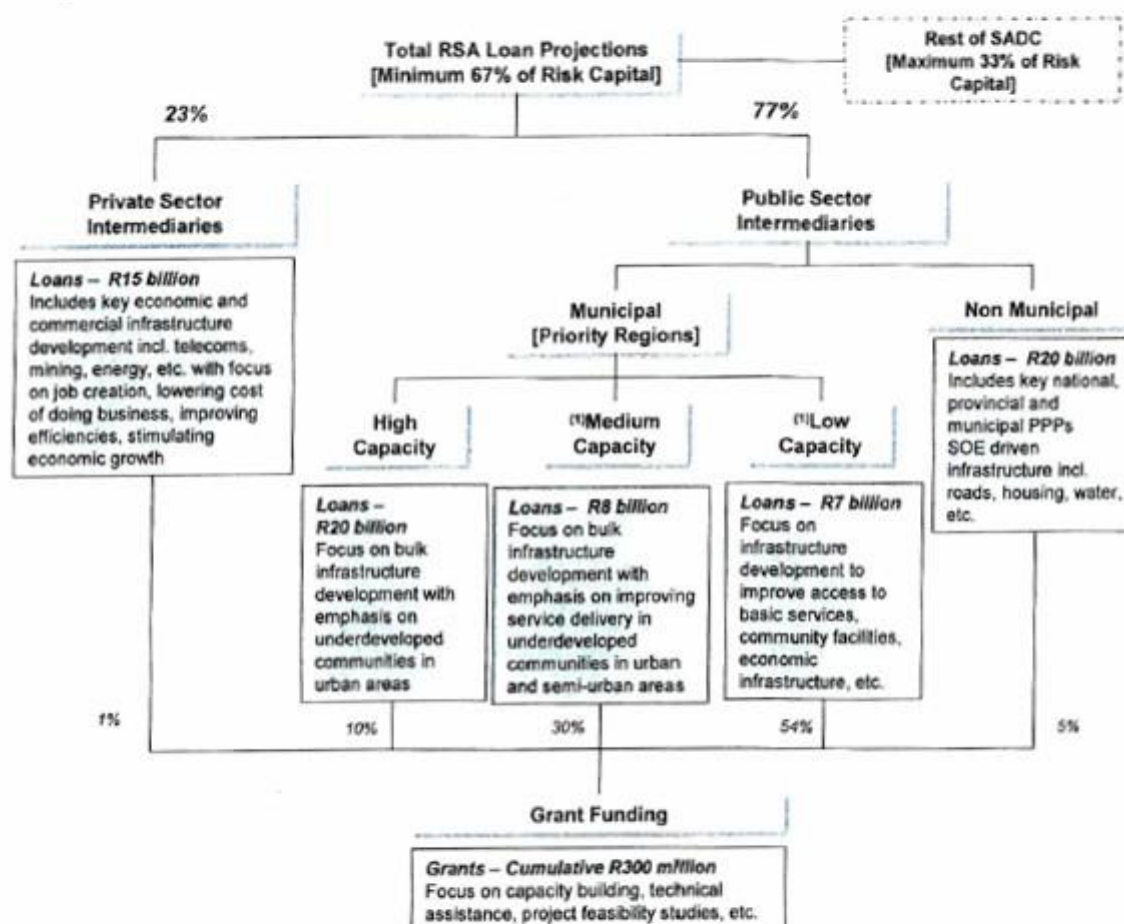 Total RSA Loan Projections
[Minimum 67% of Risk Capital]
Rest of SADC
[Maximum 33% of Risk
Capital]
23%
77%
Private Sector
Intermediaries
Public Sector
Intermediaries
Loans – R15 billion
Includes key economic and
commercial infrastructure
development incl. telecoms,
mining, energy, etc. with focus
on job creation, lowering cost
of doing business, improving
efficiencies, stimulating
economic growth
Municipal
[Priority Regions]
Non Municipal
Loans – R20 billion
Includes key national,
provincial and
municipal PPPs
SOE driven
infrastructure incl.
roads, housing, water,
etc.
High
Capacity
(1)Medium
Capacity
(1)Low
Capacity
Loans –
R20 billion
Focus on bulk
infrastructure
development with
emphasis on
underdeveloped
communities in
urban areas
Loans – R8 billion
Focus on bulk
infrastructure
development with
emphasis on improving
service delivery in
underdeveloped
communities in urban
and semi-urban areas
Loans – R7 billion
Focus on
infrastructure
development to
improve access to
basic services,
community facilities,
economic
infrastructure, etc.
1%
10%
30%
54%
5%
Grant Funding
Grants – Cumulative R300 million
Focus on capacity building, technical
assistance, project feasibility studies, etc.